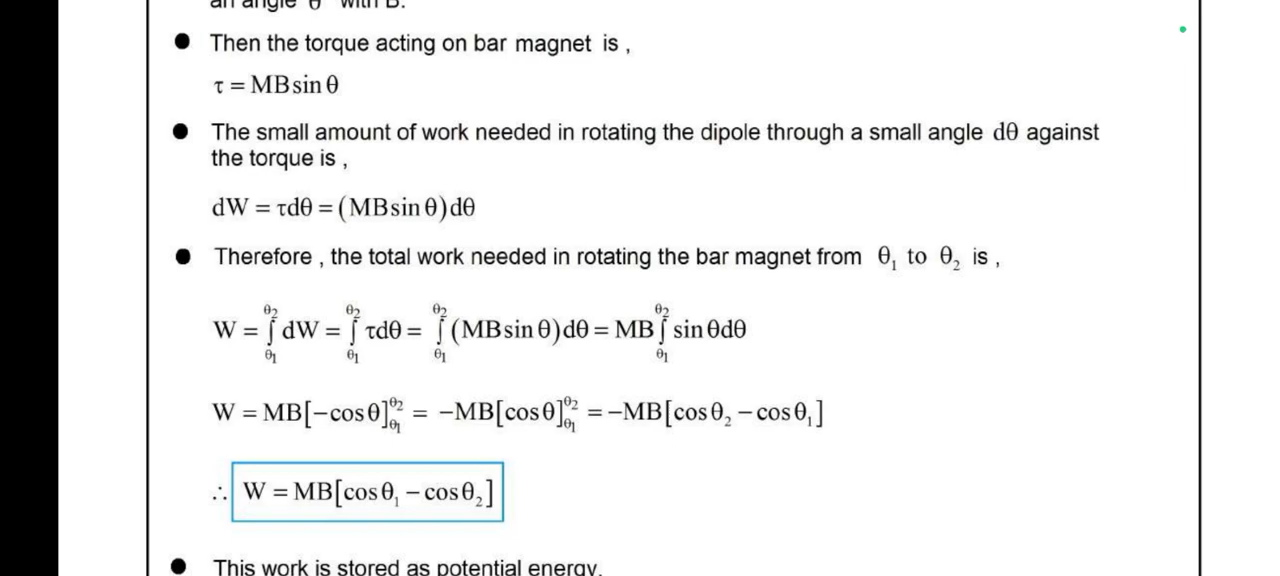 an angle θ with B.
● Then the torque acting on bar magnet is ,
τ = MB sin θ
● The small amount of work needed in rotating the dipole through a small angle dθ against
the torque is ,
dW = τdθ = (MB sin θ)dθ
● Therefore , the total work needed in rotating the bar magnet from θ₁ to θ₂ is ,
W = ∫_{θ₁}^{θ₂} dW = ∫_{θ₁}^{θ₂} τdθ = ∫_{θ₁}^{θ₂} (MB sin θ)dθ = MB ∫_{θ₁}^{θ₂} sin θdθ
W = MB[−cos θ]_{θ₁}^{θ₂} = −MB[cos θ]_{θ₁}^{θ₂} = −MB[cos θ₂ − cos θ₁]
∴ W = MB[cos θ₁ − cos θ₂]
● This work is stored as potential energy.